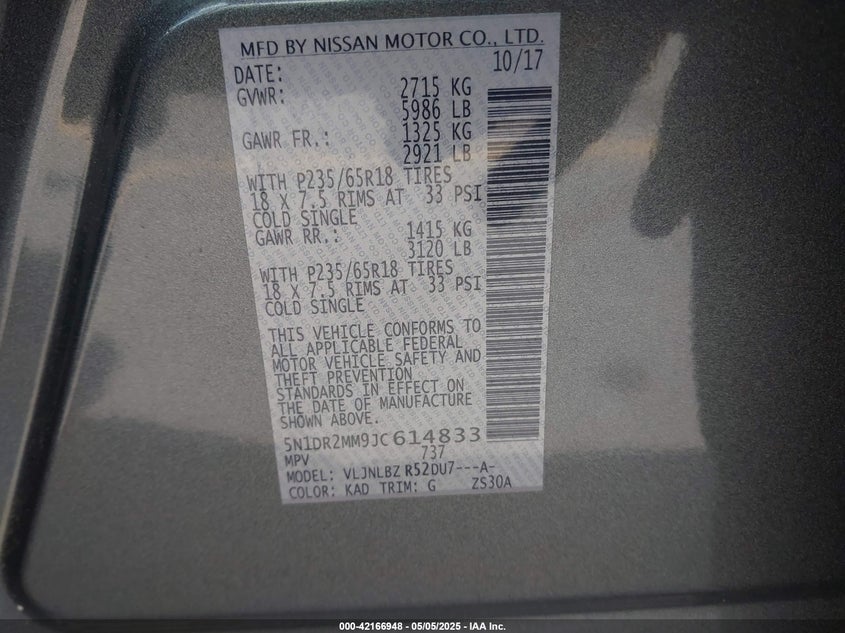 MFD BY NISSAN MOTOR CO., LTD.
DATE: 10/17
GVWR: 2715 KG
5986 LB
GAWR FR.: 1325 KG
2921 LB
WITH P235/65R18 TIRES
18 X 7.5 RIMS AT 33 PSI
COLD SINGLE
GAWR RR.: 1415 KG
3120 LB
WITH P235/65R18 TIRES
18 X 7.5 RIMS AT 33 PSI
COLD SINGLE
THIS VEHICLE CONFORMS TO
ALL APPLICABLE FEDERAL
MOTOR VEHICLE SAFETY AND
THEFT PREVENTION
STANDARDS IN EFFECT ON
THE DATE OF MANUFACTURE
SHOWN ABOVE.
5N1DR2MM9JC614833
MPV 737
MODEL: VLJNLBZ R52DU7---A-
COLOR: KAD TRIM: G ZS30A
000-42166948 - 05/05/2025 - IAA Inc.